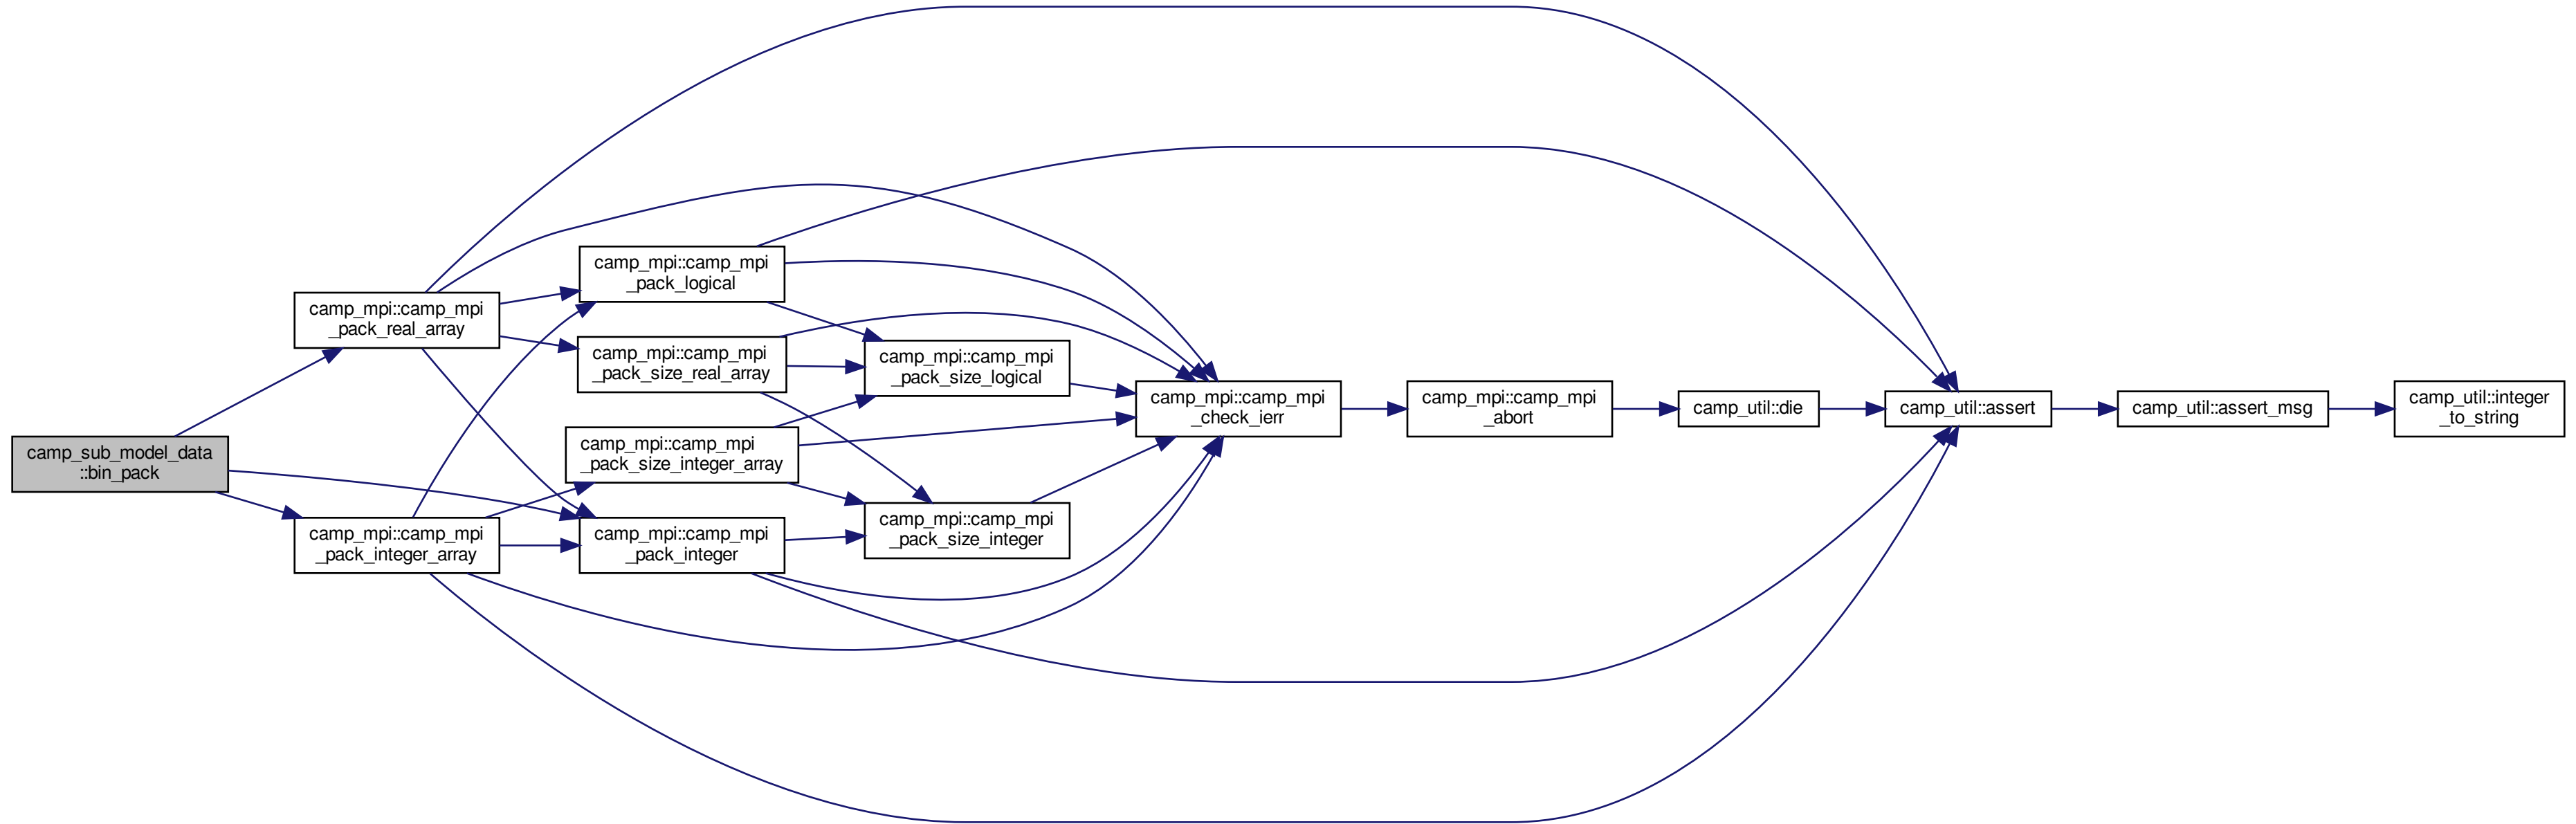 camp_sub_model_data
::bin_pack
camp_mpi::camp_mpi
_pack_real_array
camp_mpi::camp_mpi
_pack_integer_array
camp_mpi::camp_mpi
_pack_logical
camp_mpi::camp_mpi
_pack_size_real_array
camp_mpi::camp_mpi
_pack_size_integer_array
camp_mpi::camp_mpi
_pack_integer
camp_mpi::camp_mpi
_pack_size_logical
camp_mpi::camp_mpi
_pack_size_integer
camp_mpi::camp_mpi
_check_ierr
camp_mpi::camp_mpi
_abort
camp_util::die
camp_util::assert
camp_util::assert_msg
camp_util::integer
_to_string